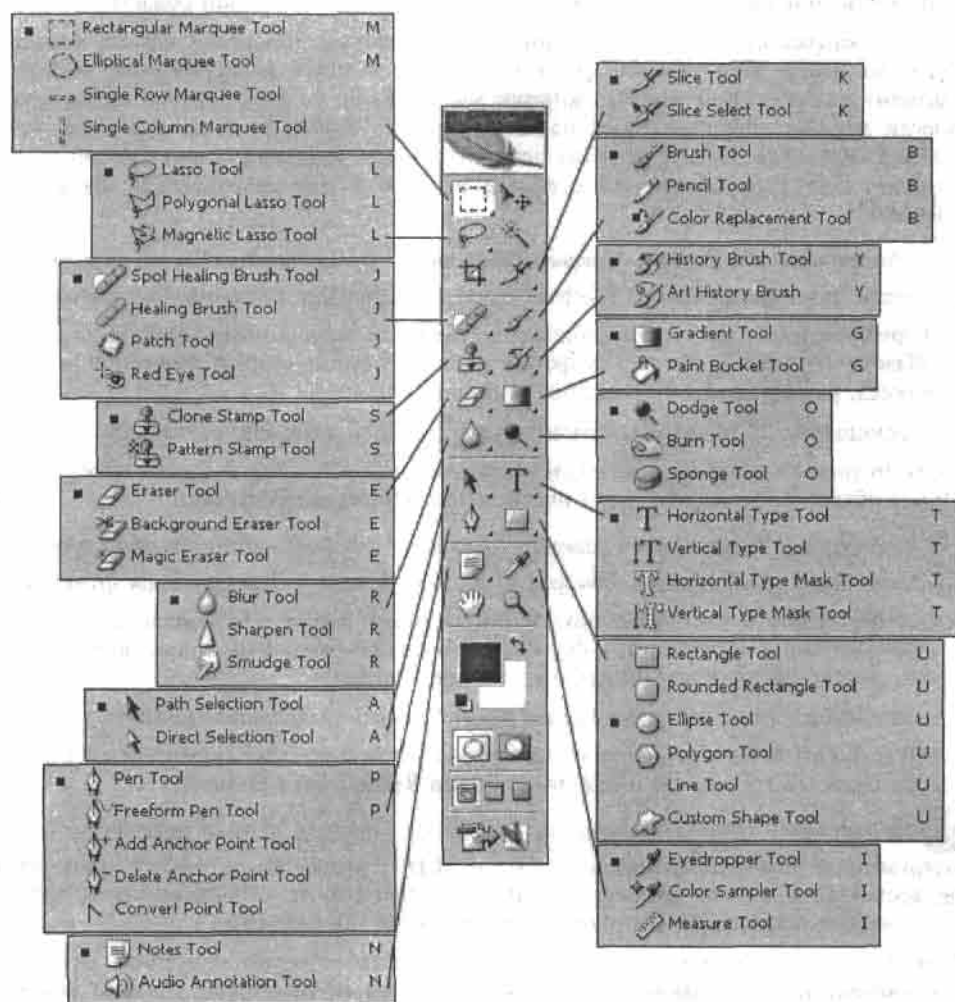 Rectangular Marquee Tool M
Elliptical Marquee Tool M
Single Row Marquee Tool
Single Column Marquee Tool
Lasso Tool L
Polygonal Lasso Tool L
Magnetic Lasso Tool L
Spot Healing Brush Tool J
Healing Brush Tool J
Patch Tool J
Red Eye Tool J
Clone Stamp Tool S
Pattern Stamp Tool S
Eraser Tool E
Background Eraser Tool E
Magic Eraser Tool E
Blur Tool R
Sharpen Tool R
Smudge Tool R
Path Selection Tool A
Direct Selection Tool A
Pen Tool P
Freeform Pen Tool P
Add Anchor Point Tool
Delete Anchor Point Tool
Convert Point Tool
Notes Tool N
Audio Annotation Tool N
T
Slice Tool K
Slice Select Tool K
Brush Tool B
Pencil Tool B
Color Replacement Tool B
History Brush Tool Y
Art History Brush Y
Gradient Tool G
Paint Bucket Tool G
Dodge Tool O
Burn Tool O
Sponge Tool O
T Horizontal Type Tool T
T Vertical Type Tool T
T Horizontal Type Mask Tool T
T Vertical Type Mask Tool T
Rectangle Tool U
Rounded Rectangle Tool U
Ellipse Tool U
Polygon Tool U
Line Tool U
Custom Shape Tool U
Eyedropper Tool I
Color Sampler Tool I
Measure Tool I